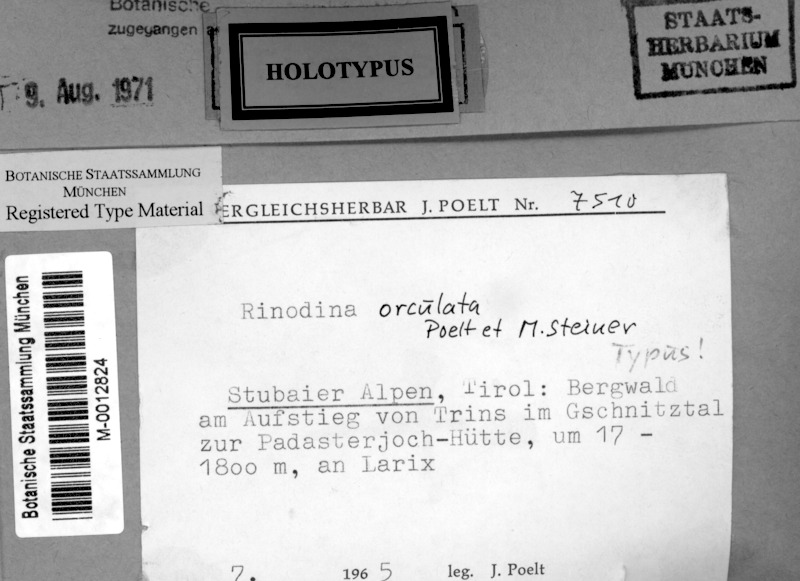 Botanische
zugegangen a
9. Aug. 1971
HOLOTYPUS
STAATS-
HERBARIUM
MÜNCHEN
BOTANISCHE STAATSSAMMLUNG
MÜNCHEN
Registered Type Material
ERGLEICHSHERBAR J. POELT Nr. 7510
Rinodina orculata
Poelt et M. Steiner
Typus!
Stubaier Alpen, Tirol: Bergwald
am Aufstieg von Trins im Gschnitztal
zur Padasterjoch-Hütte, um 17 -
18oo m, an Larix
7. 1965 leg. J. Poelt
Botanische Staatssammlung München
M-0012824